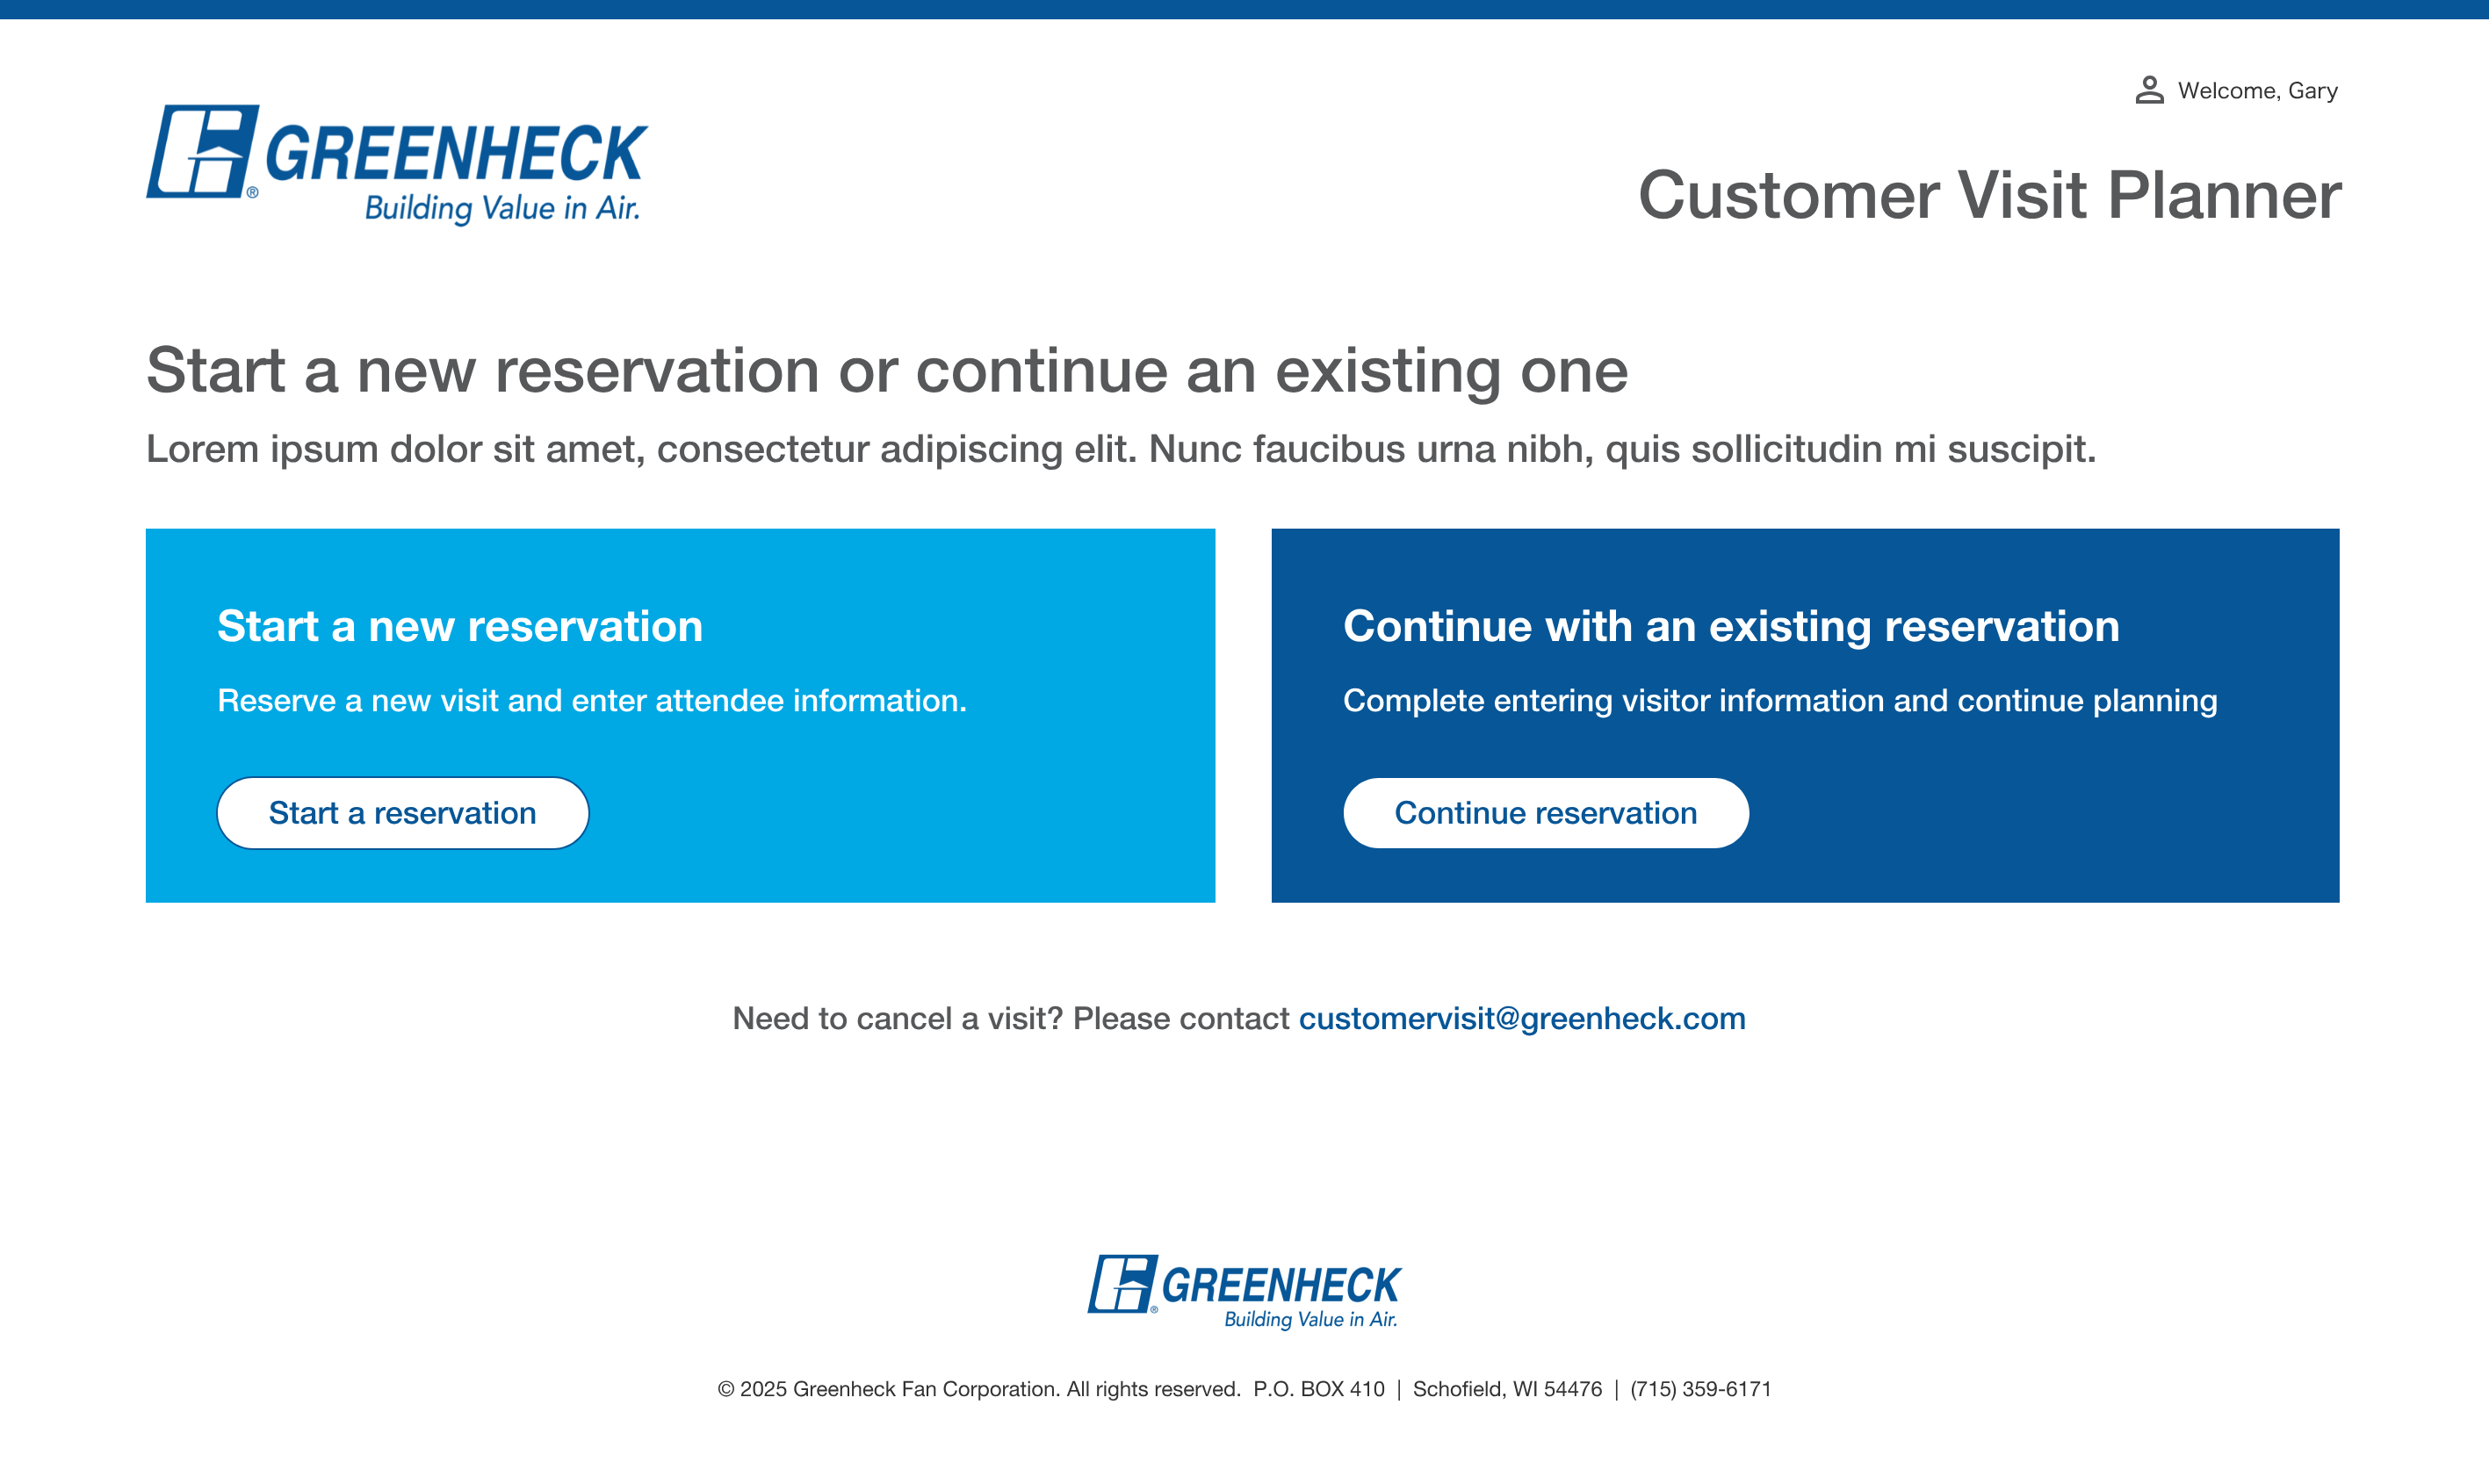 Welcome, Gary
GREENHECK
®
Building Value in Air.
Customer Visit Planner
Start a new reservation or continue an existing one
Lorem ipsum dolor sit amet, consectetur adipiscing elit. Nunc faucibus urna nibh, quis sollicitudin mi suscipit.
Start a new reservation
Reserve a new visit and enter attendee information.
Start a reservation
Continue with an existing reservation
Complete entering visitor information and continue planning
Continue reservation
Need to cancel a visit? Please contact customervisit@greenheck.com
GREENHECK
®
Building Value in Air.
© 2025 Greenheck Fan Corporation. All rights reserved. P.O. BOX 410 | Schofield, WI 54476 | (715) 359-6171